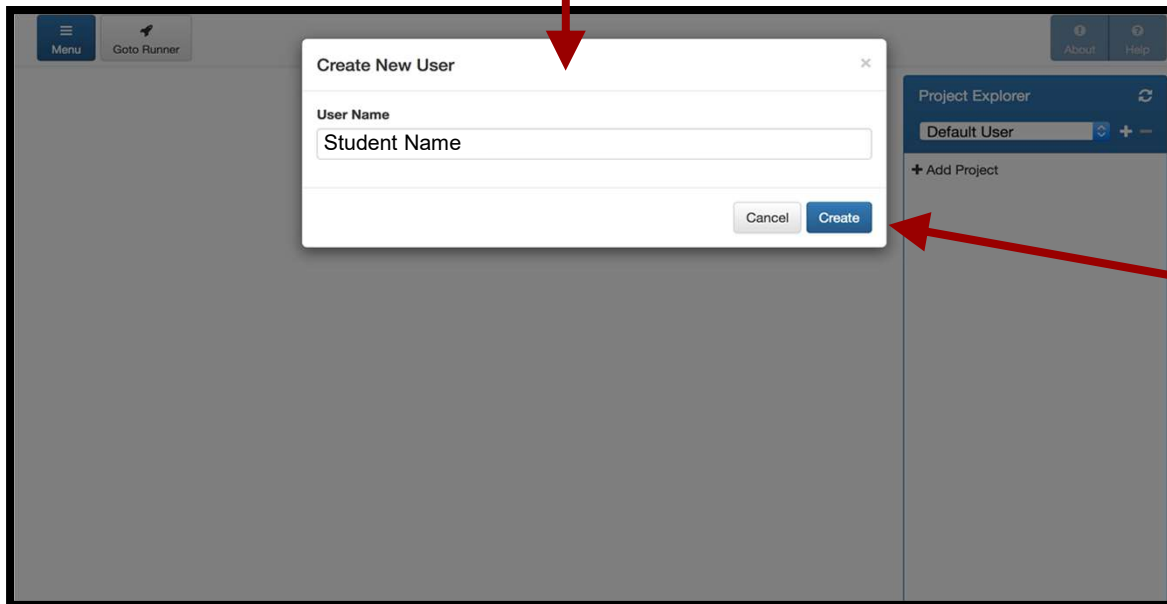 Menu
Goto Runner
About
Help
Create New User
×
User Name
Student Name
Cancel
Create
Project Explorer
Default User
+ Add Project